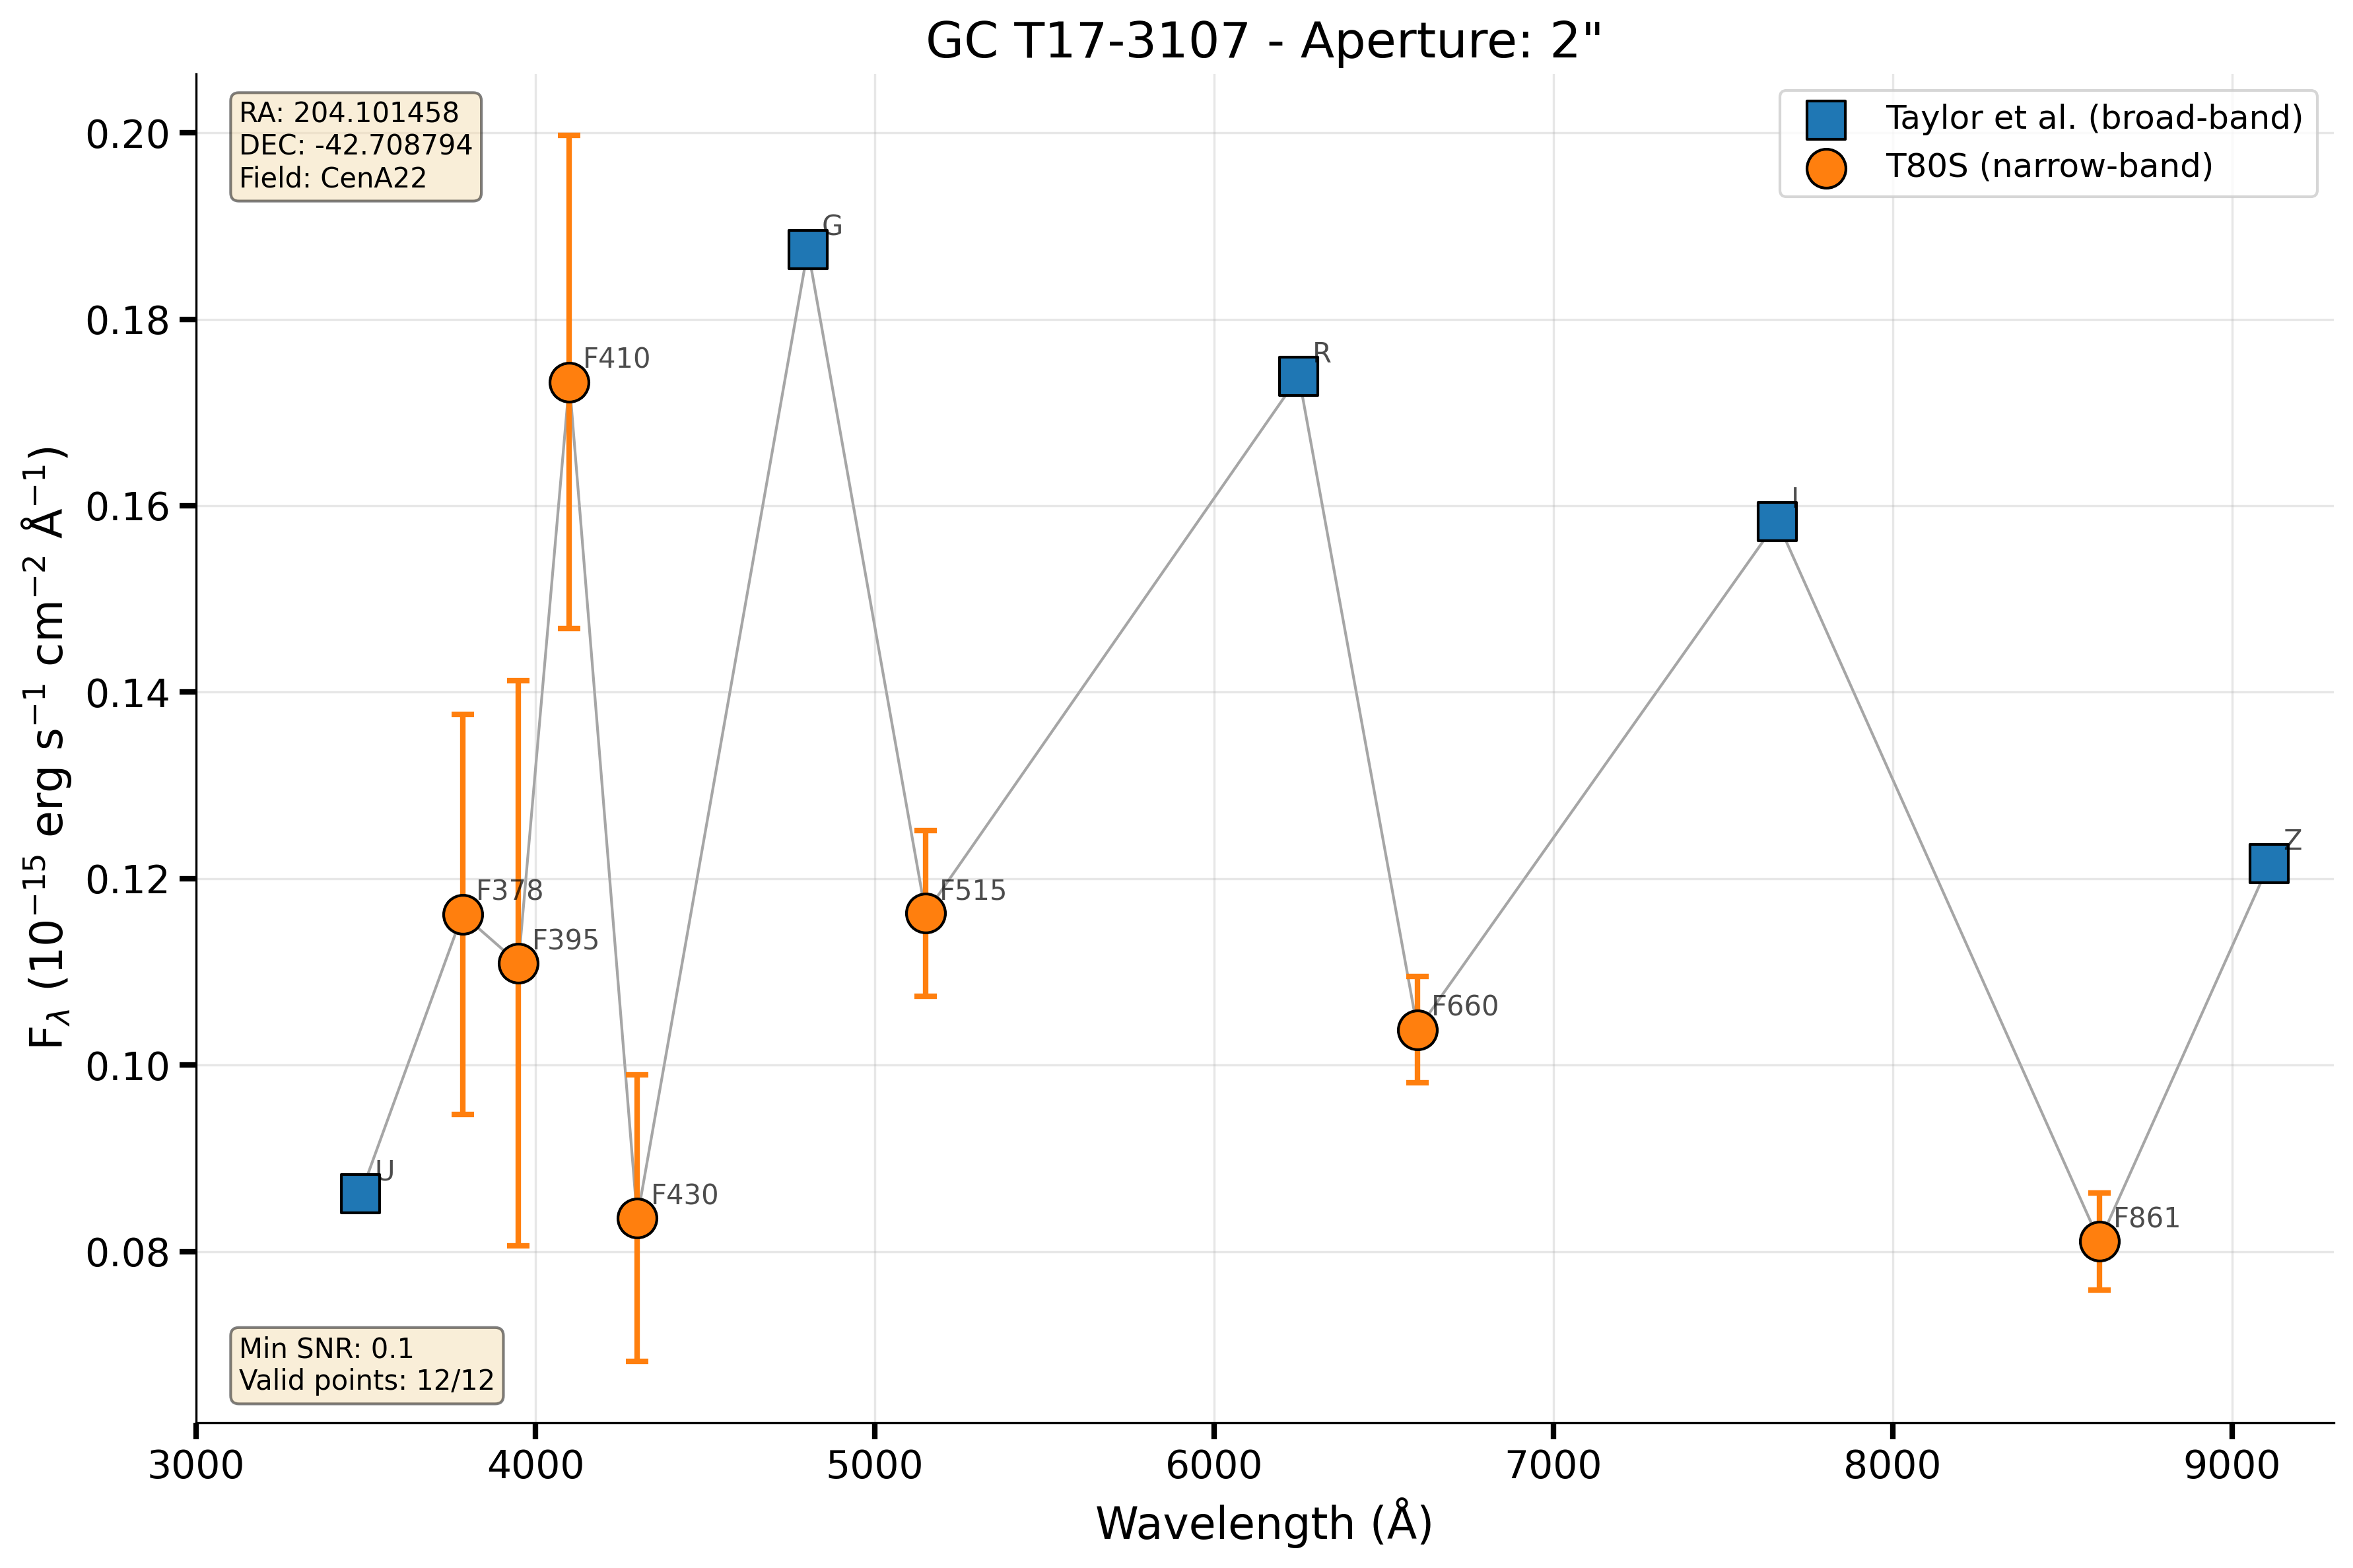 GC T17-3107 - Aperture: 2"
RA: 204.101458
DEC: -42.708794
Field: CenA22
Taylor et al. (broad-band)
T80S (narrow-band)
G
F410
R
I
F378
F395
F515
Z
F660
U
F430
F861
Min SNR: 0.1
Valid points: 12/12
0.20
0.18
0.16
0.14
0.12
0.10
0.08
F_λ (10⁻¹⁵ erg s⁻¹ cm⁻² Å⁻¹)
3000 4000 5000 6000 7000 8000 9000
Wavelength (Å)